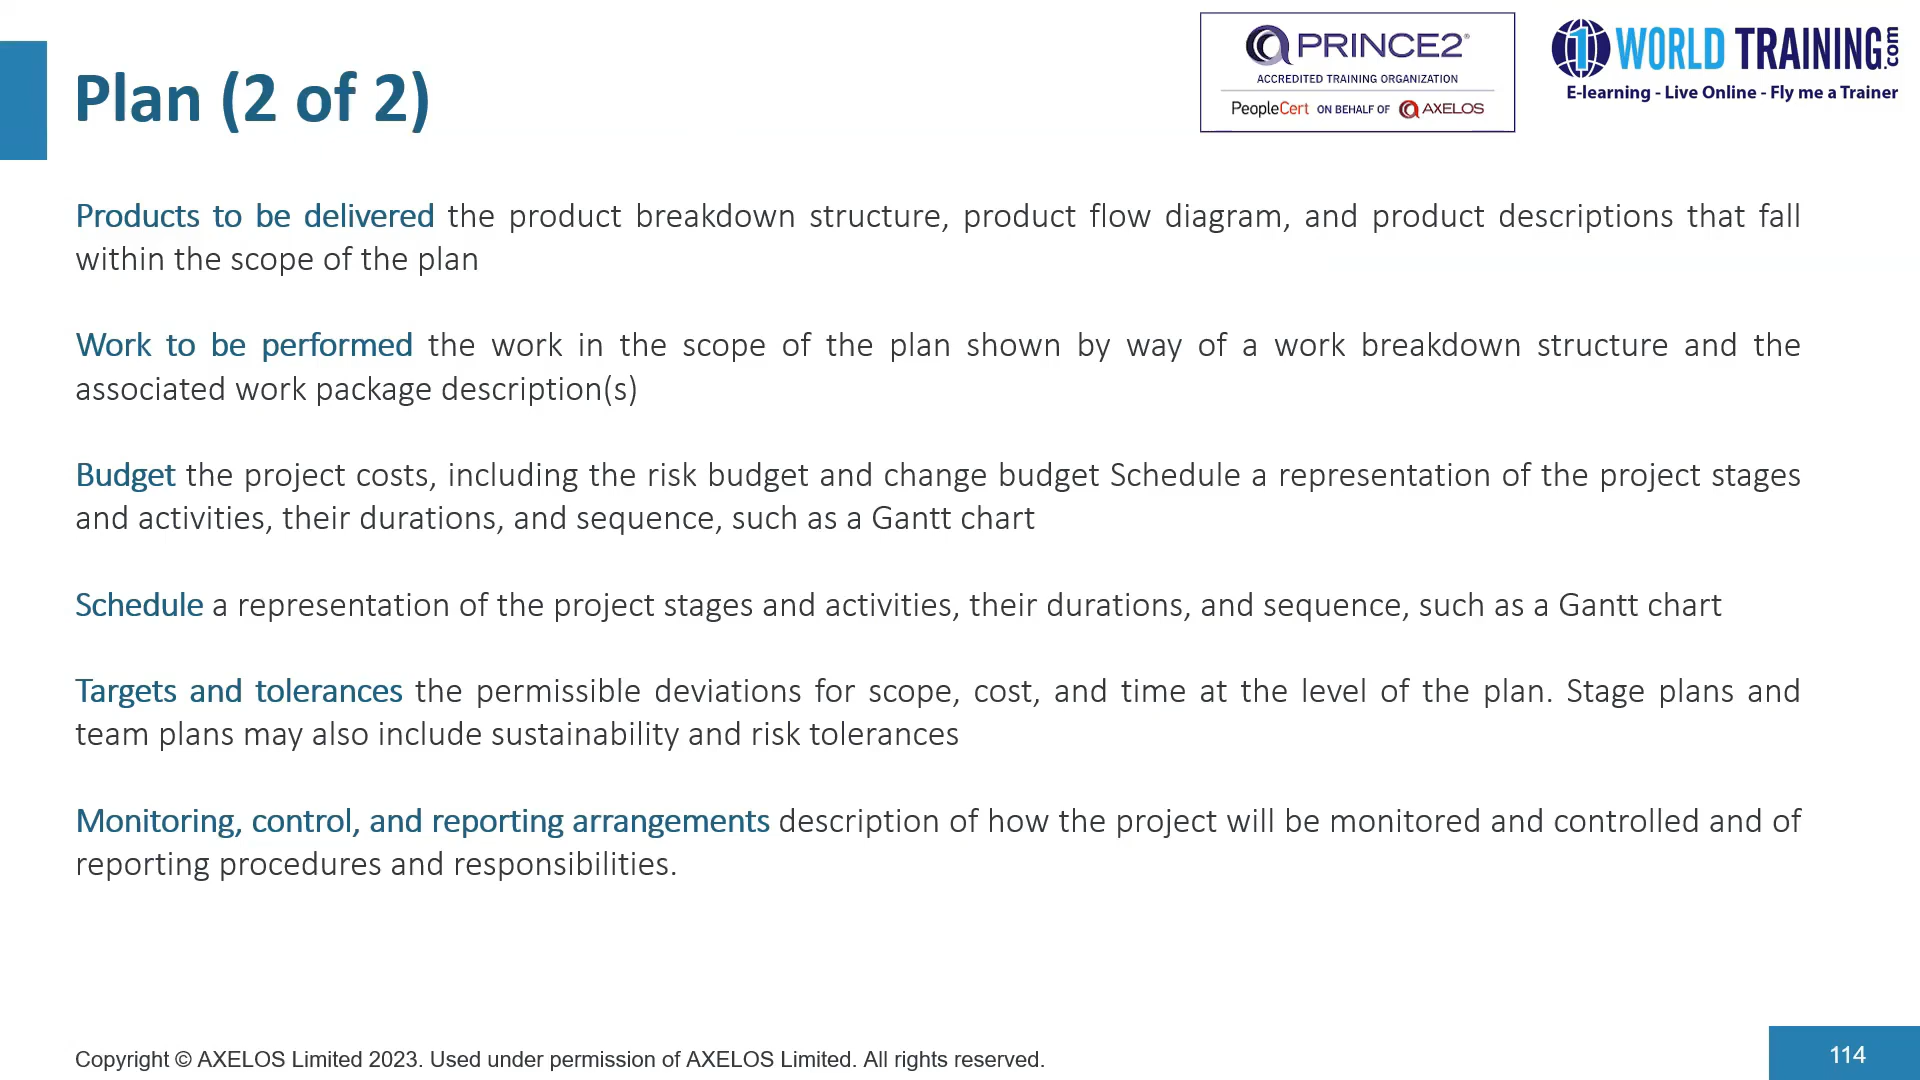 PRINCE2®
ACCREDITED TRAINING ORGANIZATION
PeopleCert ON BEHALF OF AXELOS
1WORLD TRAINING.com
E-learning - Live Online - Fly me a Trainer
Plan (2 of 2)
Products to be delivered the product breakdown structure, product flow diagram, and product descriptions that fall
within the scope of the plan
Work to be performed the work in the scope of the plan shown by way of a work breakdown structure and the
associated work package description(s)
Budget the project costs, including the risk budget and change budget Schedule a representation of the project stages
and activities, their durations, and sequence, such as a Gantt chart
Schedule a representation of the project stages and activities, their durations, and sequence, such as a Gantt chart
Targets and tolerances the permissible deviations for scope, cost, and time at the level of the plan. Stage plans and
team plans may also include sustainability and risk tolerances
Monitoring, control, and reporting arrangements description of how the project will be monitored and controlled and of
reporting procedures and responsibilities.
Copyright © AXELOS Limited 2023. Used under permission of AXELOS Limited. All rights reserved.
114